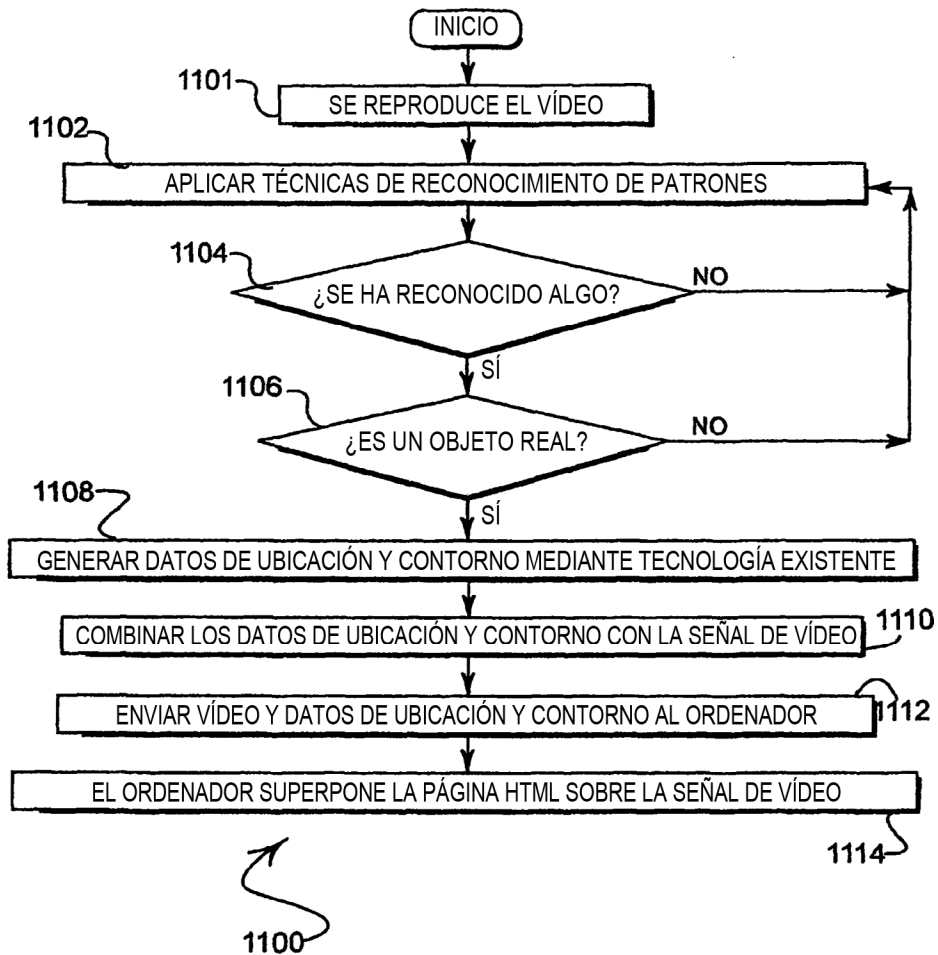 INICIO
1101
SE REPRODUCE EL VÍDEO
1102
APLICAR TÉCNICAS DE RECONOCIMIENTO DE PATRONES
1104
¿SE HA RECONOCIDO ALGO?
NO
SÍ
1106
¿ES UN OBJETO REAL?
NO
SÍ
1108
GENERAR DATOS DE UBICACIÓN Y CONTORNO MEDIANTE TECNOLOGÍA EXISTENTE
COMBINAR LOS DATOS DE UBICACIÓN Y CONTORNO CON LA SEÑAL DE VÍDEO
1110
ENVIAR VÍDEO Y DATOS DE UBICACIÓN Y CONTORNO AL ORDENADOR
1112
EL ORDENADOR SUPERPONE LA PÁGINA HTML SOBRE LA SEÑAL DE VÍDEO
1114
1100